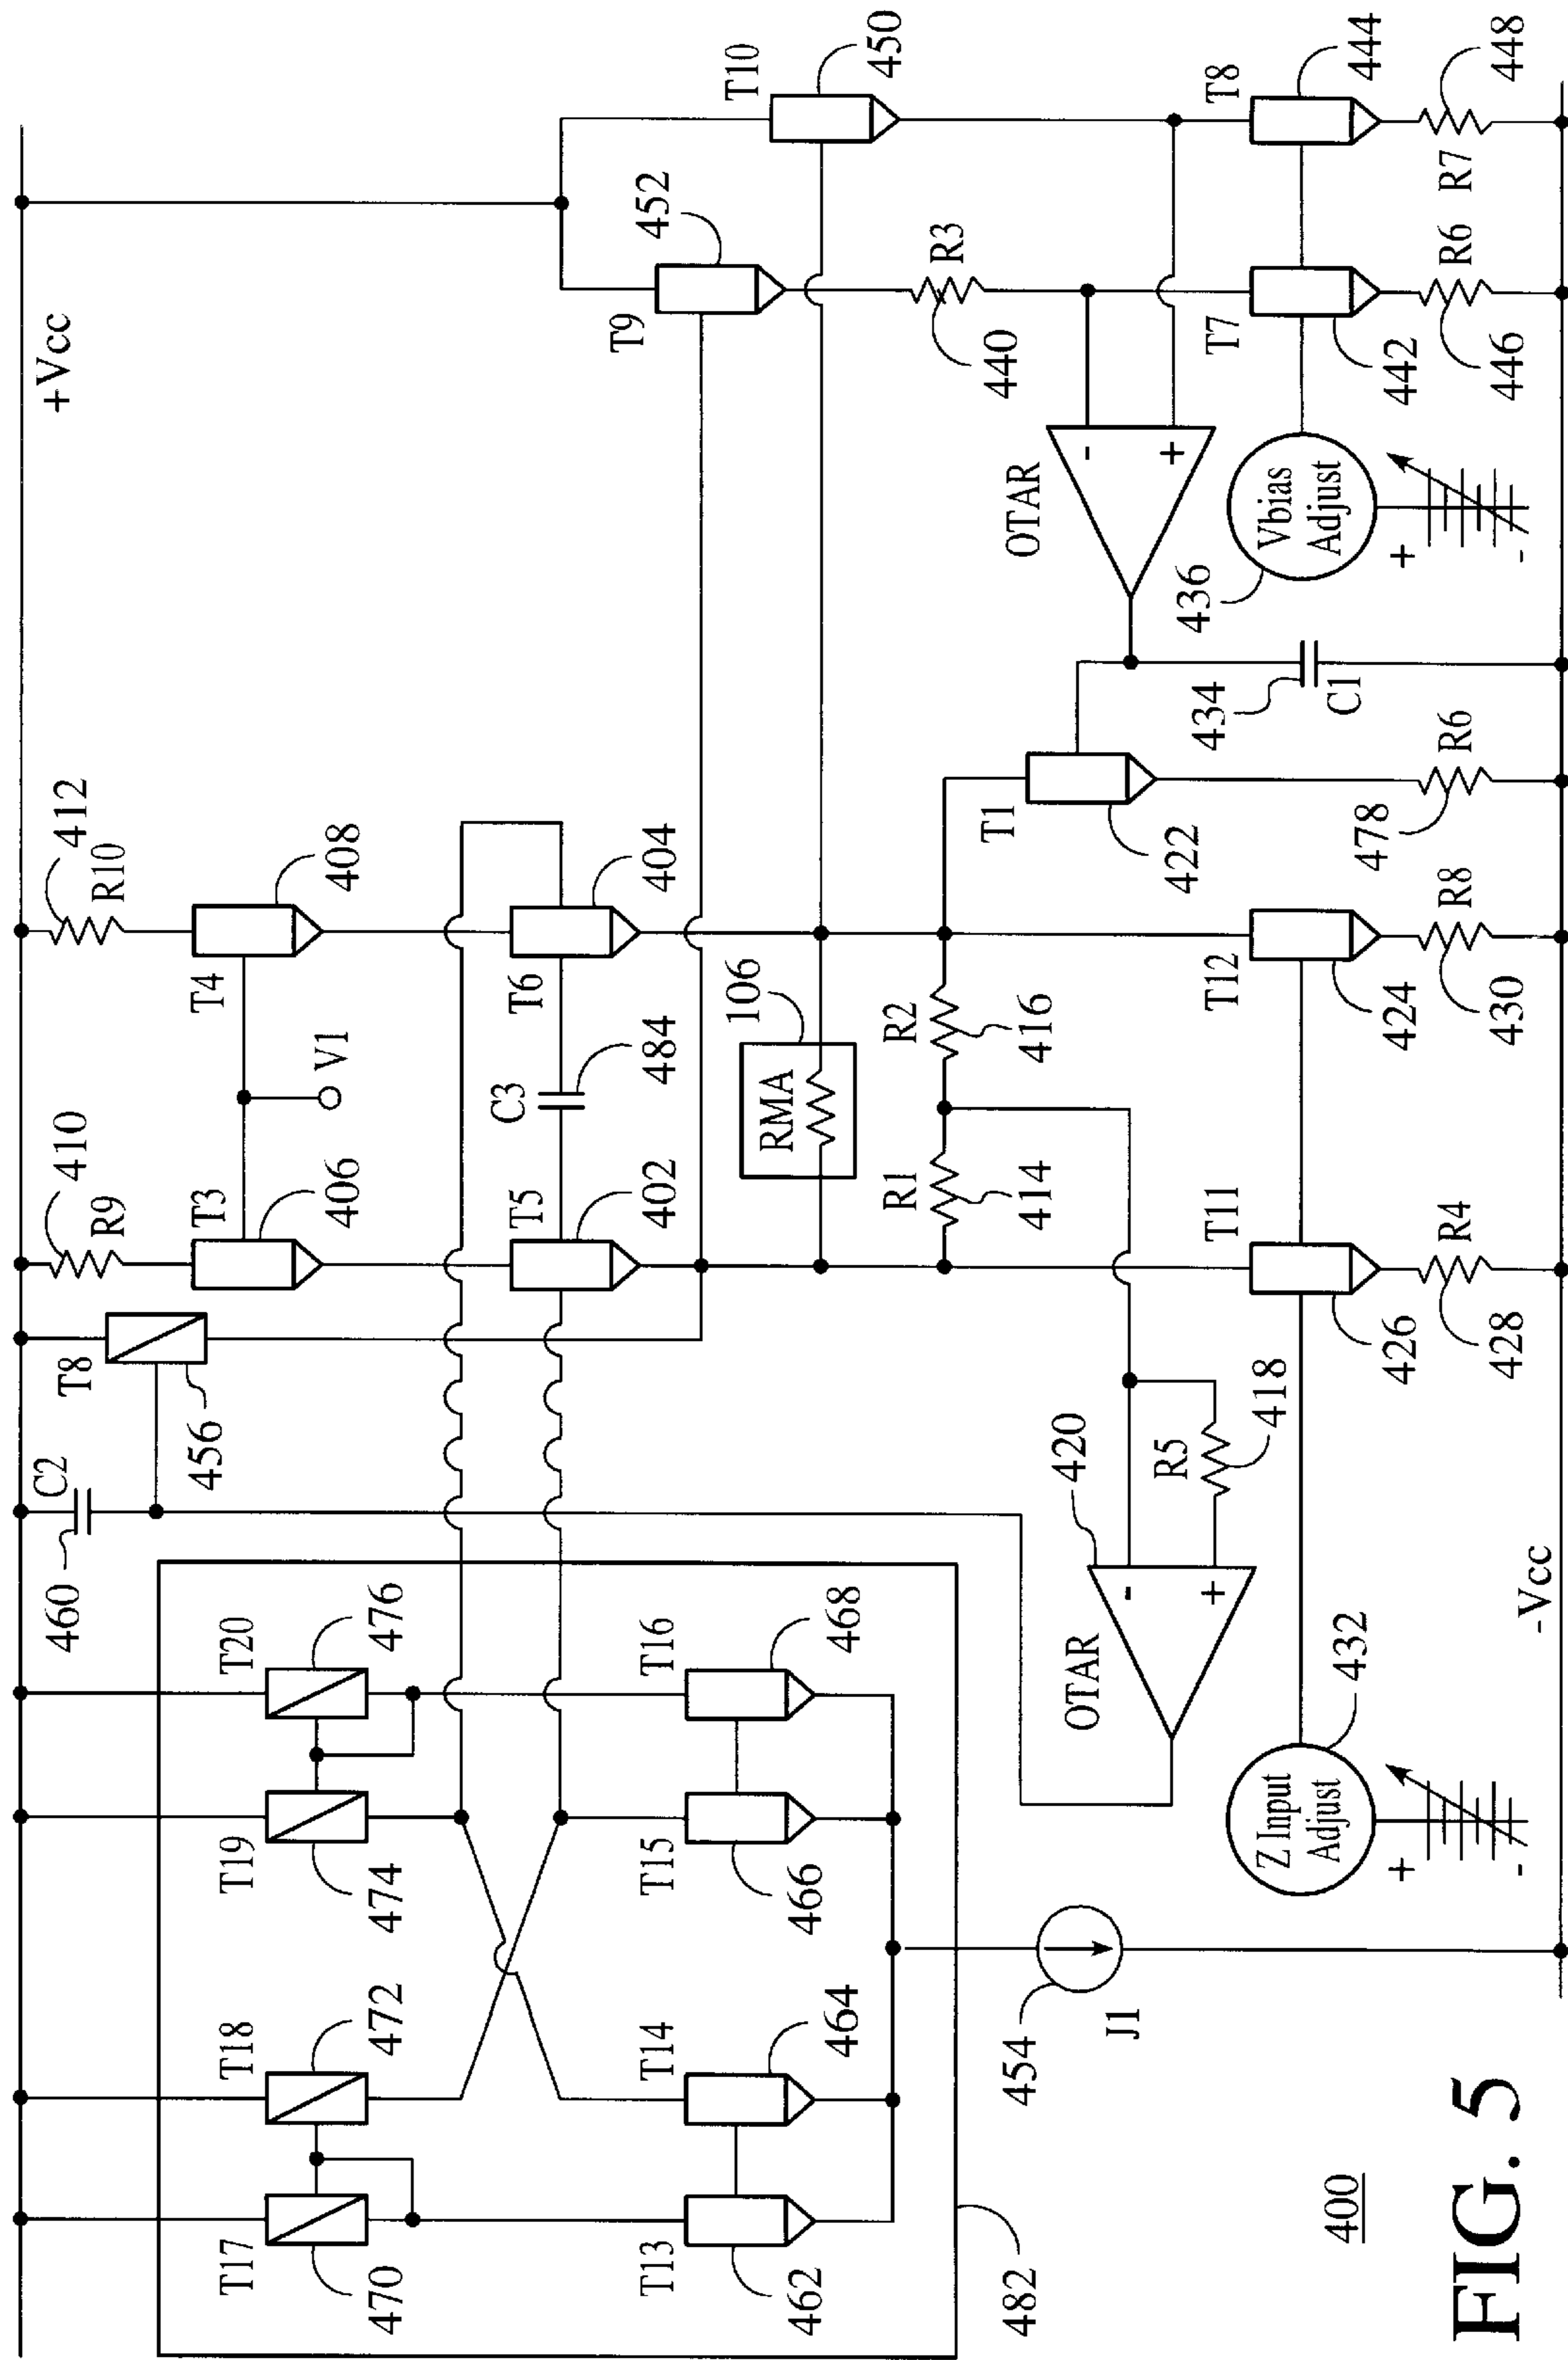 +Vcc
410
R9
412
R10
T8
456
C2
460
T3
406
T4
408
V1
T17
470
T18
472
T19
474
T20
476
T5
402
C3
484
T6
404
T9
452
T10
450
T13
462
T14
464
T15
466
T16
468
482
RMA
106
R1
414
R2
416
R3
440
454
J1
OTAR
420
-
+
R5
418
T1
422
OTAR
-
+
Z Input
Adjust
432
+
-
T11
426
T12
424
434
C1
436
Vbias
Adjust
+
-
T7
442
T8
444
R4
428
R8
430
R6
478
R6
446
R7
448
-Vcc
400
FIG. 5